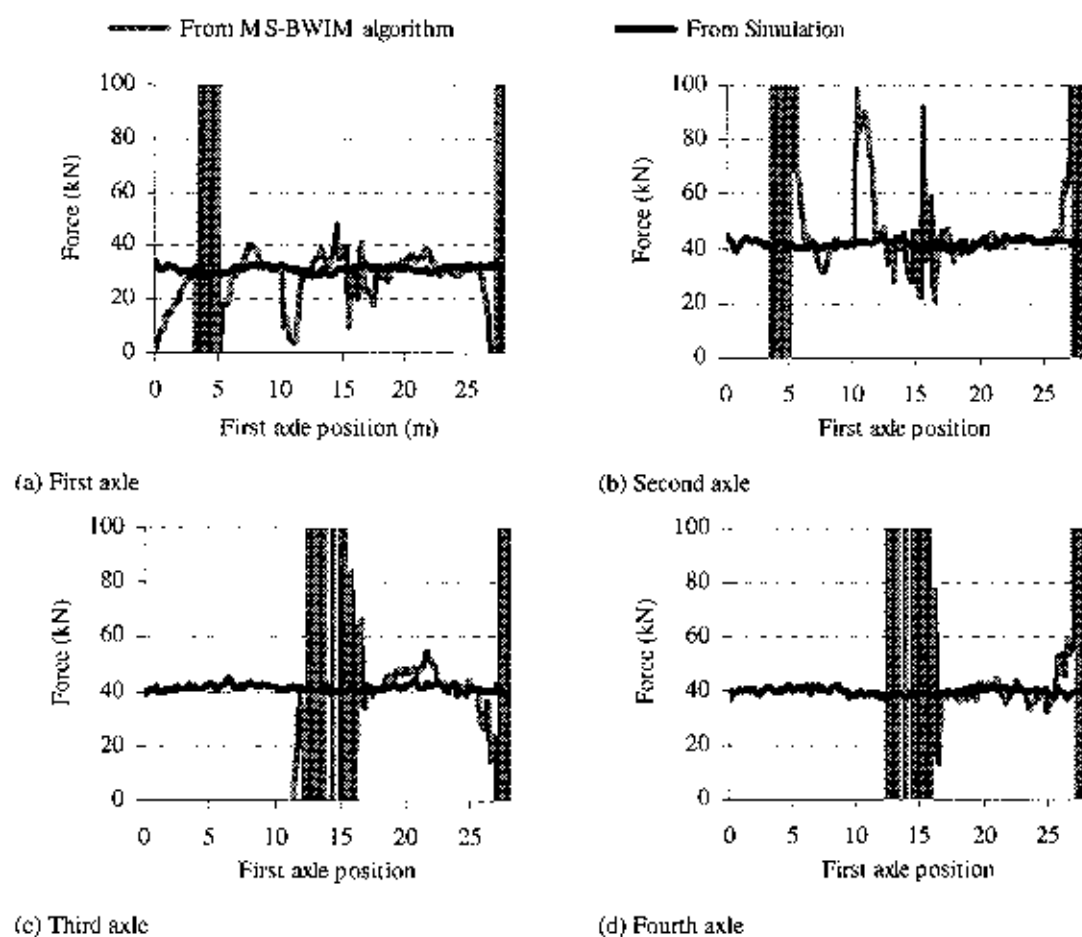 From MS-BWIM algorithm From Simulation
100 100
80 80
60 60
40 40
20 20
0 0
Force (kN) Force (kN)
0 5 10 15 20 25 0 5 10 15 20 25
First axle position (m) First axle position
(a) First axle (b) Second axle
100 100
80 80
60 60
40 40
20 20
0 0
Force (kN) Force (kN)
0 5 10 15 20 25 0 5 10 15 20 25
First axle position First axle position
(c) Third axle (d) Fourth axle